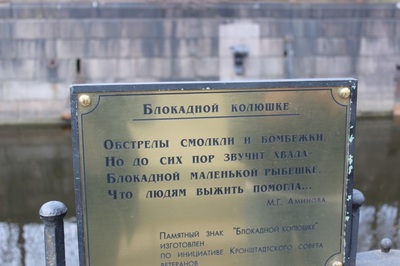 Блокадной колюшке
Обстрелы смолкли и бомбежки
Но до сих пор звучит хвала-
Блокадной маленькой рыбешке,
Что людям выжить помогла...
М.Г. Аминова
Памятный знак "Блокадной колюшке"
изготовлен
по инициативе Кронштадтского совета
ветеранов